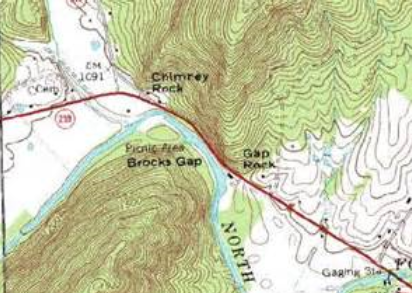 BM
1091
Chimney
Rock
Cem
259
Picnic Area
Brocks Gap
Gap
Rock
NORTH
Gaging Sta